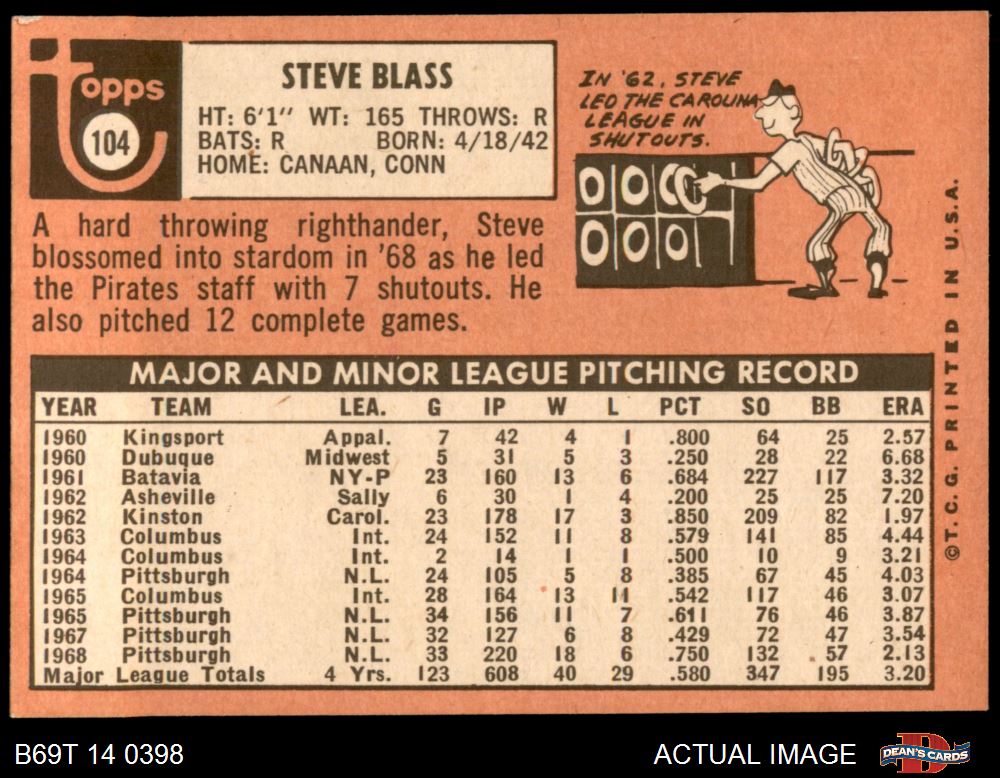 topps
104
STEVE BLASS
HT: 6'1" WT: 165 THROWS: R
BATS: R BORN: 4/18/42
HOME: CANAAN, CONN
IN '62, STEVE
LED THE CAROLINA
LEAGUE IN
SHUTOUTS.
0 0 0 0
0 0 0
A hard throwing righthander, Steve
blossomed into stardom in '68 as he led
the Pirates staff with 7 shutouts. He
also pitched 12 complete games.
MAJOR AND MINOR LEAGUE PITCHING RECORD
YEAR TEAM LEA. G IP W L PCT SO BB ERA
1960 Kingsport Appal. 7 42 4 1 .800 64 25 2.57
1960 Dubuque Midwest 5 31 5 3 .250 28 22 6.68
1961 Batavia NY-P 23 160 13 6 .684 227 117 3.32
1962 Asheville Sally 6 30 1 4 .200 25 25 7.20
1962 Kinston Carol. 23 178 17 3 .850 209 82 1.97
1963 Columbus Int. 24 152 11 8 .579 141 85 4.44
1964 Columbus Int. 2 14 1 1 .500 10 9 3.21
1964 Pittsburgh N.L. 24 105 5 8 .385 67 45 4.03
1965 Columbus Int. 28 164 13 11 .542 117 46 3.07
1965 Pittsburgh N.L. 34 156 11 7 .611 76 46 3.87
1967 Pittsburgh N.L. 32 127 6 8 .429 72 47 3.54
1968 Pittsburgh N.L. 33 220 18 6 .750 132 57 2.13
Major League Totals 4 Yrs. 123 608 40 29 .580 347 195 3.20
©T.C.G. PRINTED IN U.S.A.
B69T 14 0398
ACTUAL IMAGE
D
DEAN'S CARDS